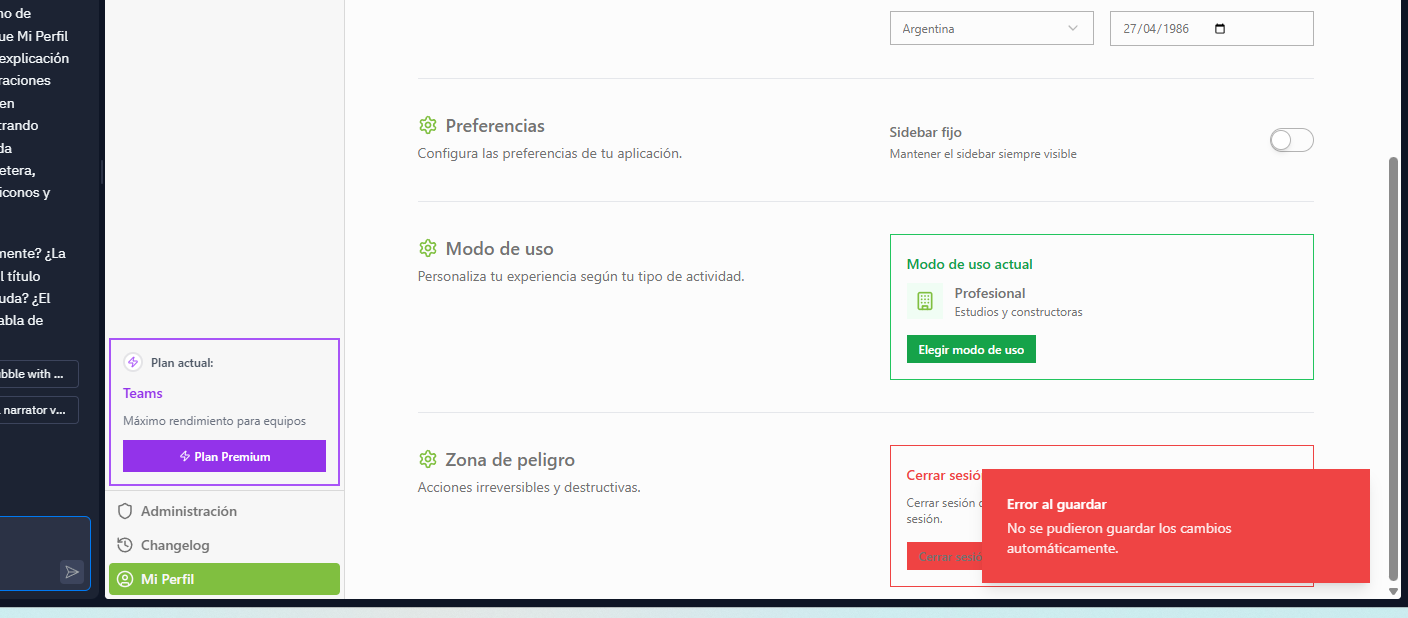 no de
ue Mi Perfil
explicación
raciones
en
trando
da
etera,
iconos y
mente? ¿La
l título
uda? ¿El
abla de
bble with ...
narrator v...
Plan actual:
Teams
Máximo rendimiento para equipos
Plan Premium
Administración
Changelog
Mi Perfil
Argentina
27/04/1986
Preferencias
Configura las preferencias de tu aplicación.
Sidebar fijo
Mantener el sidebar siempre visible
Modo de uso
Personaliza tu experiencia según tu tipo de actividad.
Modo de uso actual
Profesional
Estudios y constructoras
Elegir modo de uso
Zona de peligro
Acciones irreversibles y destructivas.
Cerrar sesió
Cerrar sesión
sesión.
Cerrar sesió
Error al guardar
No se pudieron guardar los cambios
automáticamente.